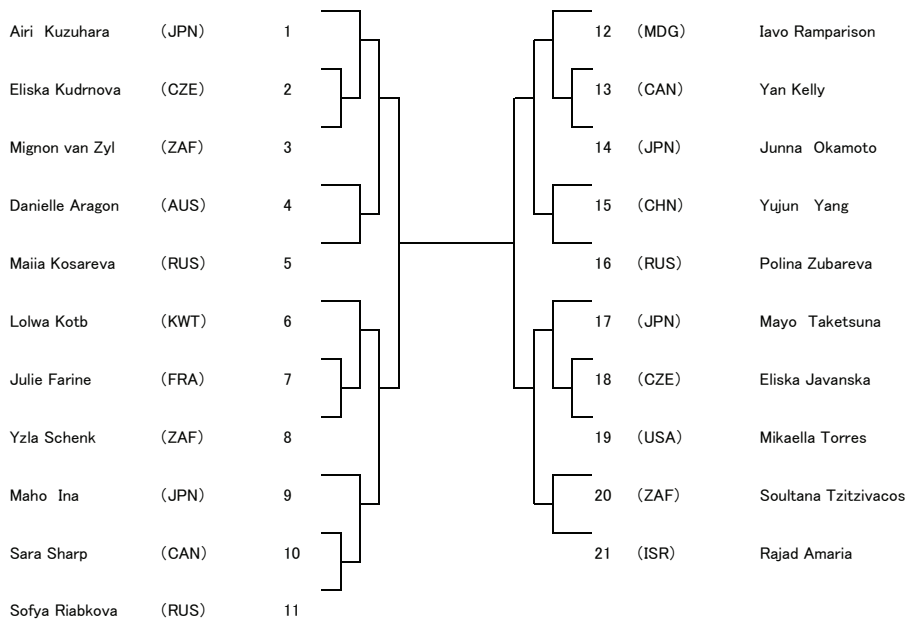 Airi Kuzuhara (JPN) 1 12 (MDG) Iavo Ramparison
Eliska Kudrnova (CZE) 2 13 (CAN) Yan Kelly
Mignon van Zyl (ZAF) 3 14 (JPN) Junna Okamoto
Danielle Aragon (AUS) 4 15 (CHN) Yujun Yang
Maiia Kosareva (RUS) 5 16 (RUS) Polina Zubareva
Lolwa Kotb (KWT) 6 17 (JPN) Mayo Taketsuna
Julie Farine (FRA) 7 18 (CZE) Eliska Javanska
Yzla Schenk (ZAF) 8 19 (USA) Mikaella Torres
Maho Ina (JPN) 9 20 (ZAF) Soultana Tzitzivacos
Sara Sharp (CAN) 10 21 (ISR) Rajad Amaria
Sofya Riabkova (RUS) 11